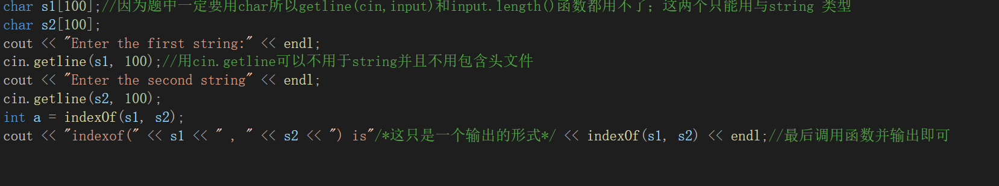 char s1[100];//因为题中一定要用char所以getline(cin,input)和input.length()函数都用不了；这两个只能用与string 类型
char s2[100];
cout << "Enter the first string:" << endl;
cin.getline(s1, 100);//用cin.getline可以不用于string并且不用包含头文件
cout << "Enter the second string" << endl;
cin.getline(s2, 100);
int a = indexOf(s1, s2);
cout << "indexof(" << s1 << " , " << s2 << ") is"/*这只是一个输出的形式*/ << indexOf(s1, s2) << endl;//最后调用函数并输出即可